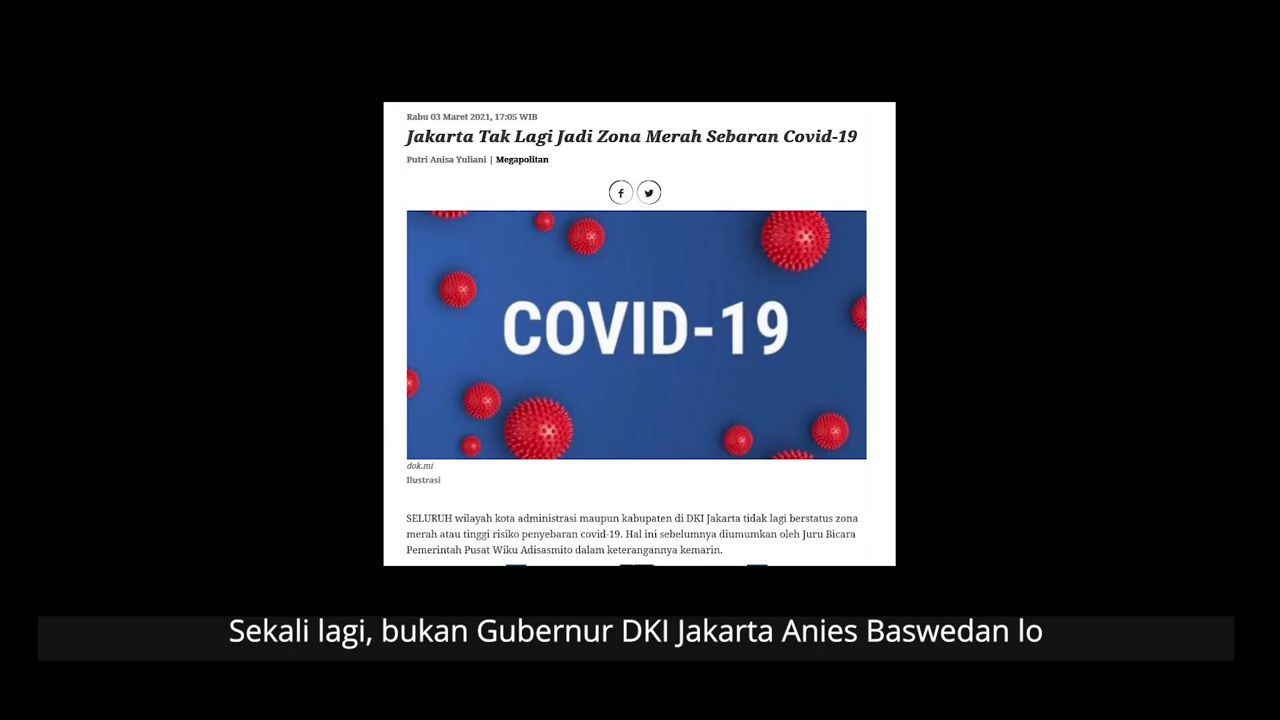 Rabu 03 Maret 2021, 17:05 WIB
Jakarta Tak Lagi Jadi Zona Merah Sebaran Covid-19
Putri Anisa Yuliani | Megapolitan
COVID-19
dok.mi
Ilustrasi
SELURUH wilayah kota administrasi maupun kabupaten di DKI Jakarta tidak lagi berstatus zona
merah atau tinggi risiko penyebaran covid-19. Hal ini sebelumnya diumumkan oleh Juru Bicara
Pemerintah Pusat Wiku Adisasmito dalam keterangannya kemarin.
Sekali lagi, bukan Gubernur DKI Jakarta Anies Baswedan lo